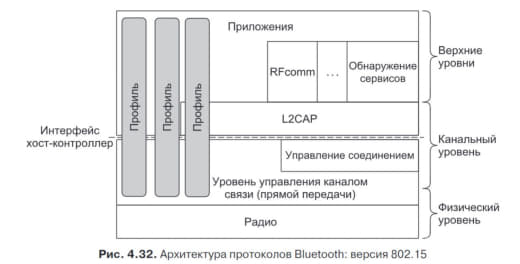 Приложения
Верхние
уровни
RFcomm
...
Обнаружение
сервисов
Профиль
Профиль
Профиль
L2CAP
Интерфейс
хост-контроллер
Канальный
уровень
Управление соединением
Уровень управления каналом
связи (прямой передачи)
Физический
уровень
Радио
Рис. 4.32. Архитектура протоколов Bluetooth: версия 802.15